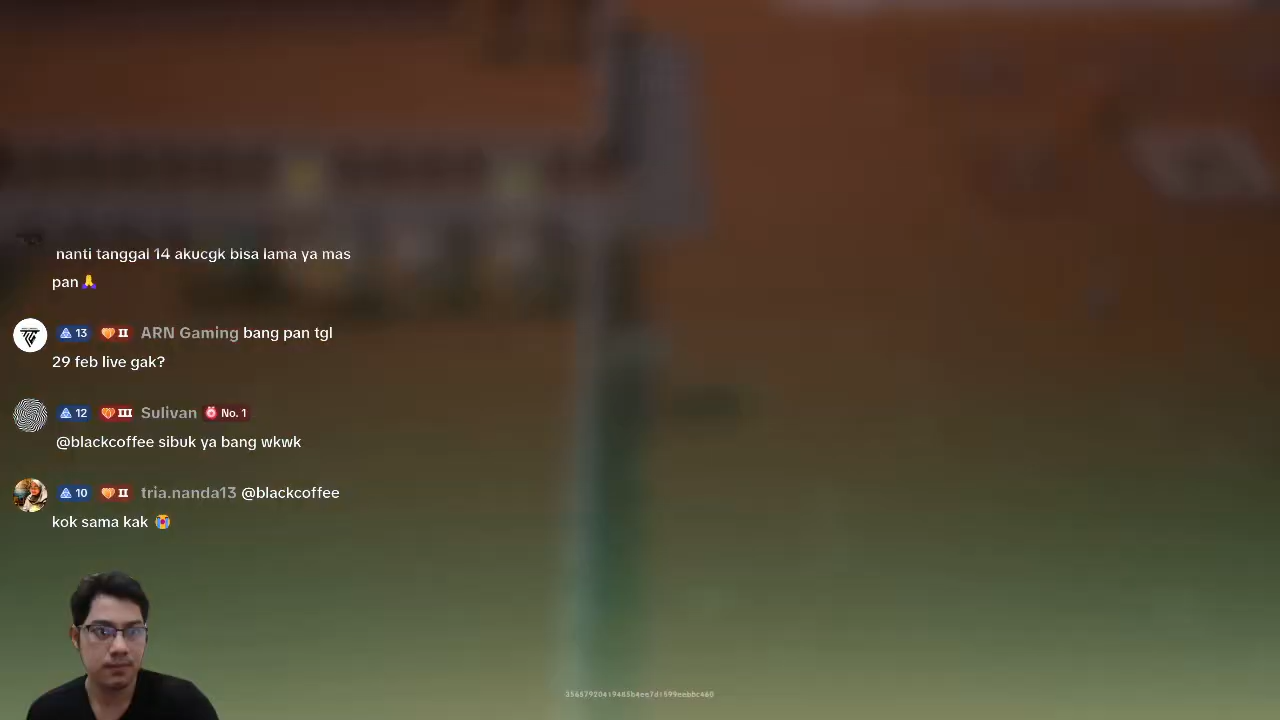 nanti tanggal 14 akucgk bisa lama ya mas
pan🙏
13 II ARN Gaming bang pan tgl
29 feb live gak?
12 III Sulivan No. 1
@blackcoffee sibuk ya bang wkwk
10 II tria.nanda13 @blackcoffee
kok sama kak 😭